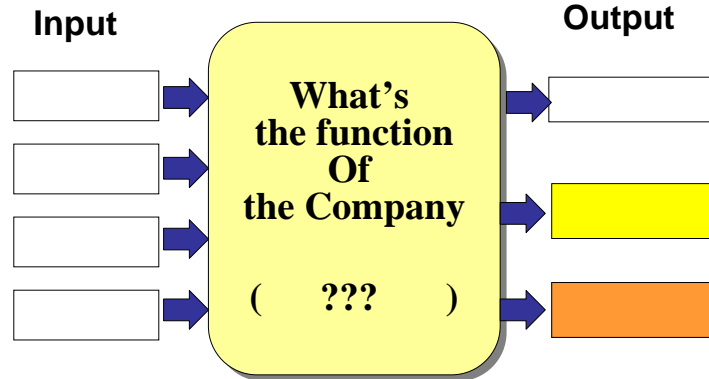 Input
Output
What's
the function
Of
the Company
( ??? )